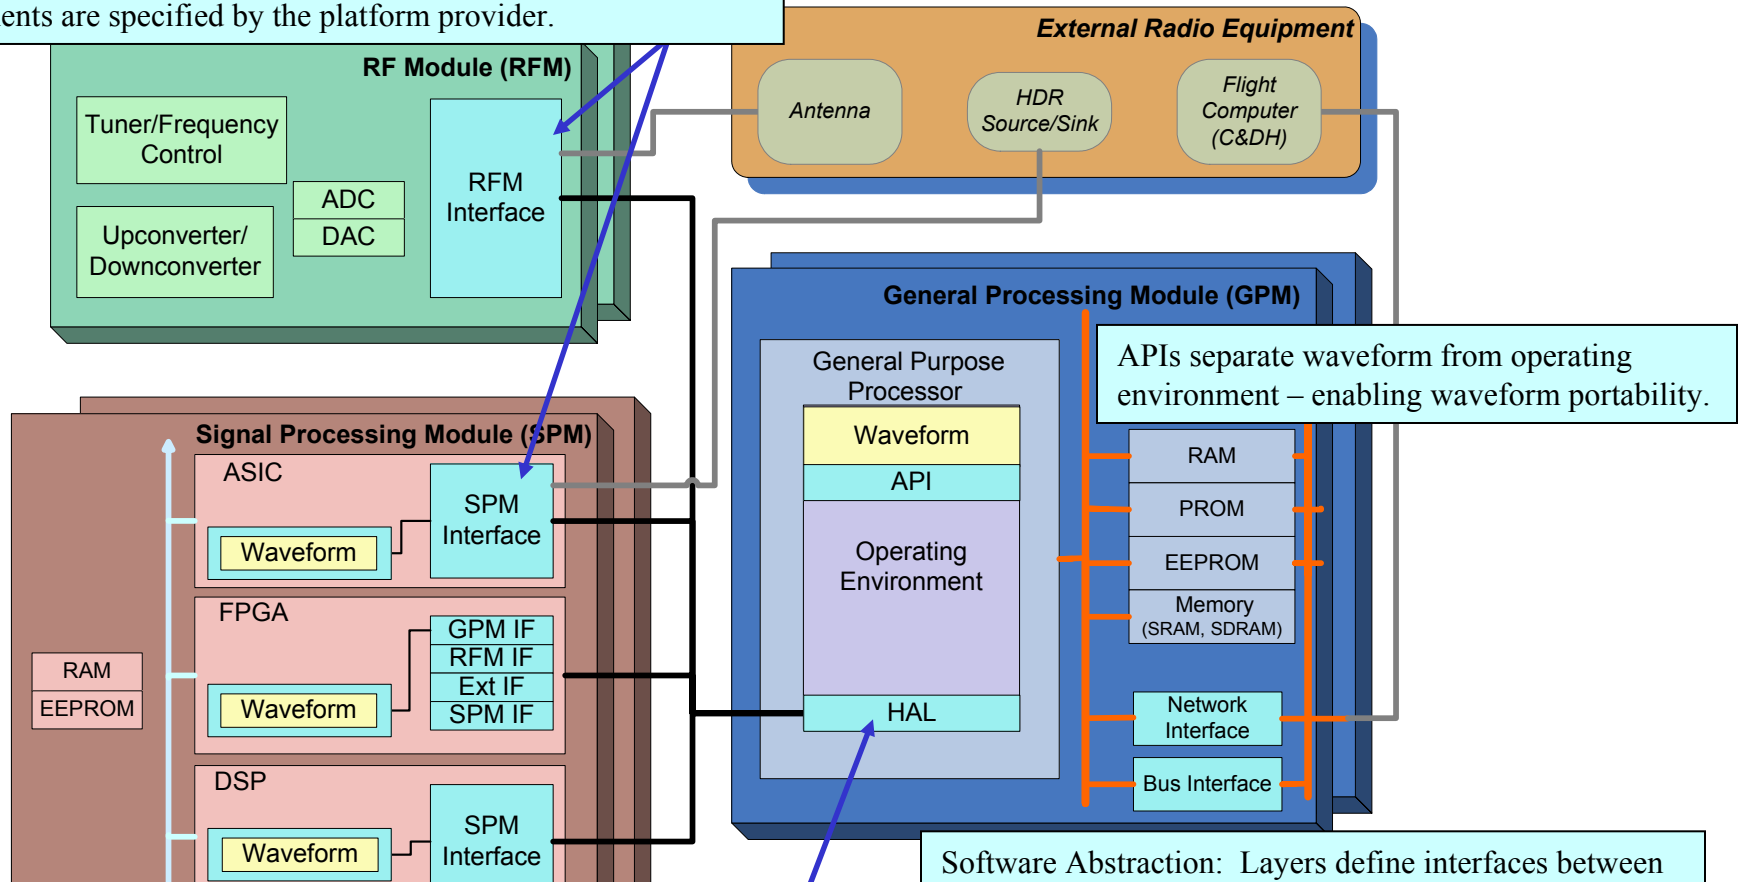 ents are specified by the platform provider.
External Radio Equipment
Antenna
HDR
Source/Sink
Flight
Computer
(C&DH)
RF Module (RFM)
Tuner/Frequency
Control
ADC
DAC
Upconverter/
Downconverter
RFM
Interface
General Processing Module (GPM)
General Purpose
Processor
Waveform
API
Operating
Environment
HAL
APIs separate waveform from operating
environment – enabling waveform portability.
RAM
PROM
EEPROM
Memory
(SRAM, SDRAM)
Network
Interface
Bus Interface
Signal Processing Module (SPM)
ASIC
Waveform
SPM
Interface
FPGA
Waveform
GPM IF
RFM IF
Ext IF
SPM IF
RAM
EEPROM
DSP
Waveform
SPM
Interface
Software Abstraction: Layers define interfaces between